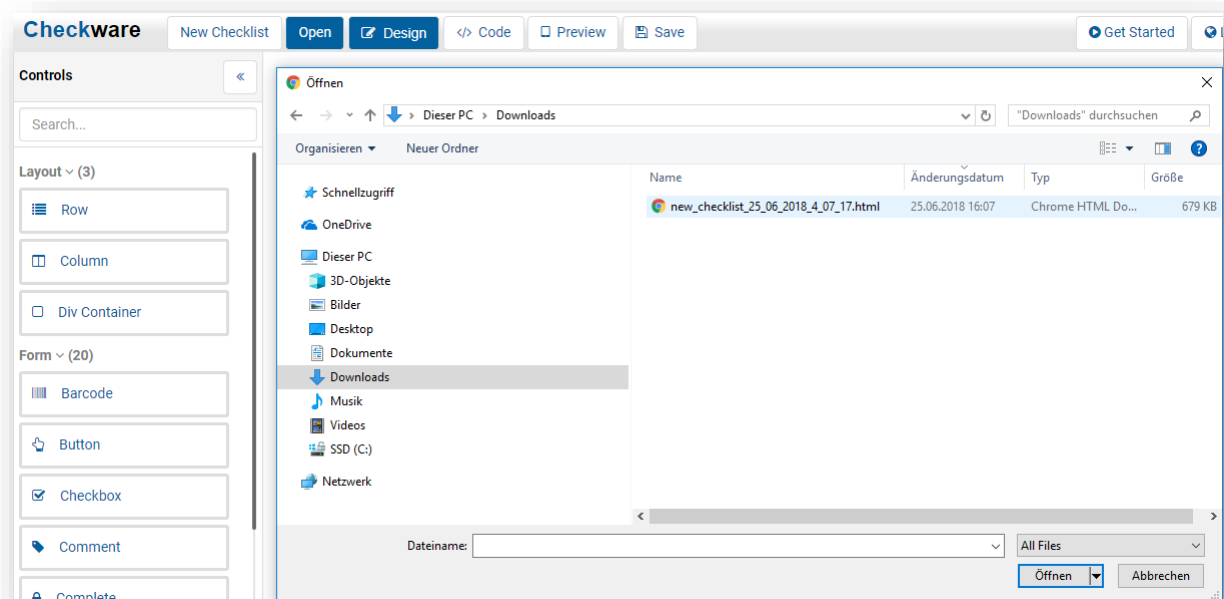 Checkware New Checklist Open Design </> Code Preview Save Get Started
Controls «
Search...
Layout (3)
Row
Column
Div Container
Form (20)
Barcode
Button
Checkbox
Comment
Complete
Öffnen
Dieser PC > Downloads "Downloads" durchsuchen
Organisieren Neuer Ordner
Schnellzugriff
OneDrive
Dieser PC
3D-Objekte
Bilder
Desktop
Dokumente
Downloads
Musik
Videos
SSD (C:)
Netzwerk
Name Änderungsdatum Typ Größe
new_checklist_25_06_2018_4_07_17.html 25.06.2018 16:07 Chrome HTML Do... 679 KB
Dateiname: All Files
Öffnen Abbrechen